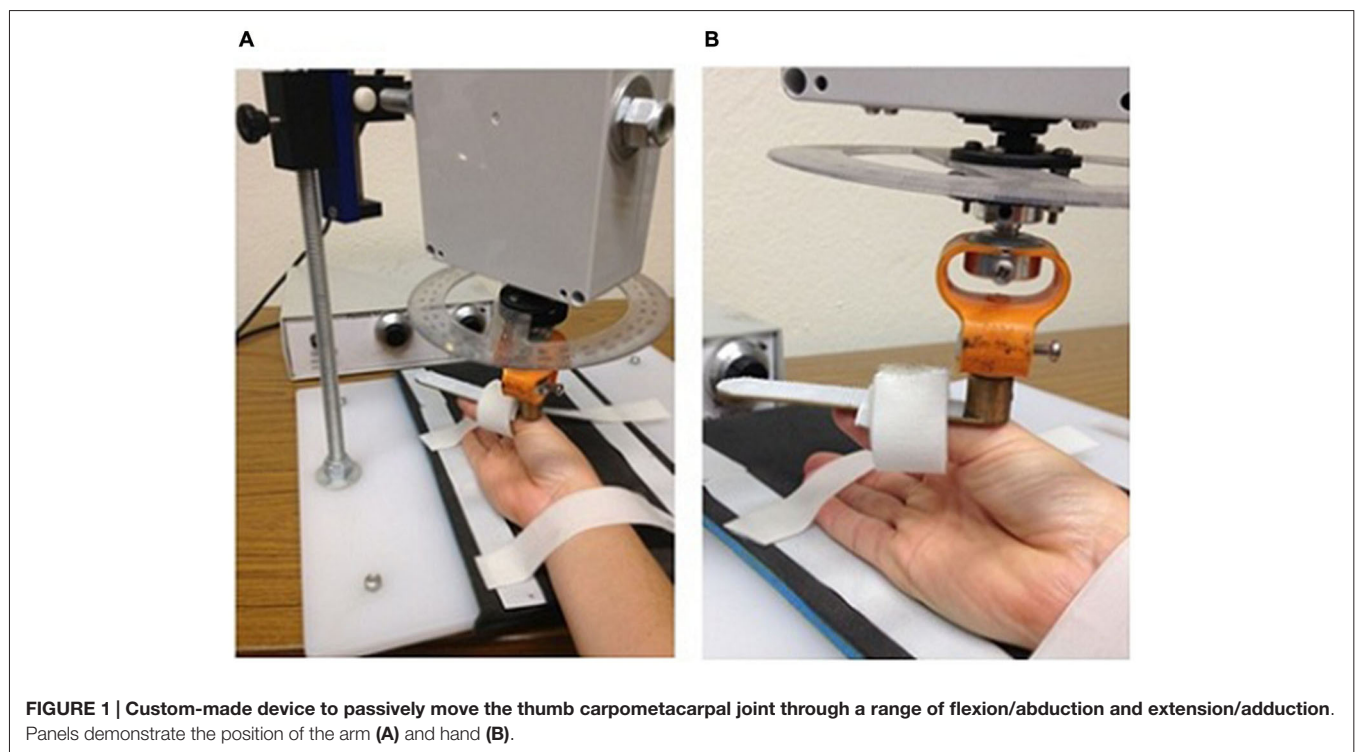 A
B
FIGURE 1 | Custom-made device to passively move the thumb carpometacarpal joint through a range of flexion/abduction and extension/adduction.
Panels demonstrate the position of the arm (A) and hand (B).